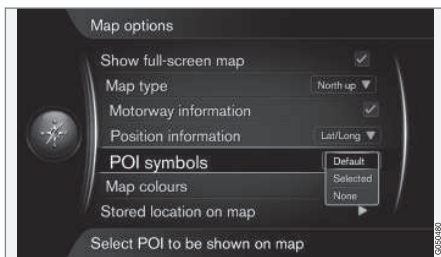 Map options
Show full-screen map
Map type North up
Motorway information
Position information Lat/Long
POI symbols Default
Selected
Map colours
None
Stored location on map
Select POI to be shown on map
G050480